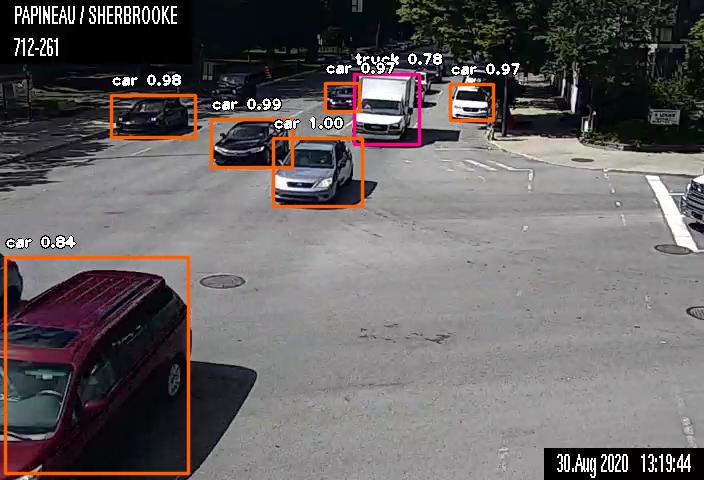 PAPINEAU / SHERBROOKE
712-261
truck 0.78
car 0.97
car 0.97
car 0.98
car 0.99
car 1.00
car 0.84
30.Aug 2020 13:19:44